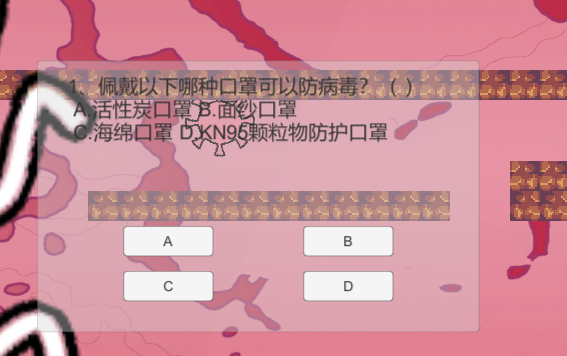 1、佩戴以下哪种口罩可以防病毒？（ ）
A.活性炭口罩 B.面纱口罩
C.海绵口罩 D.KN95颗粒物防护口罩
A
B
C
D